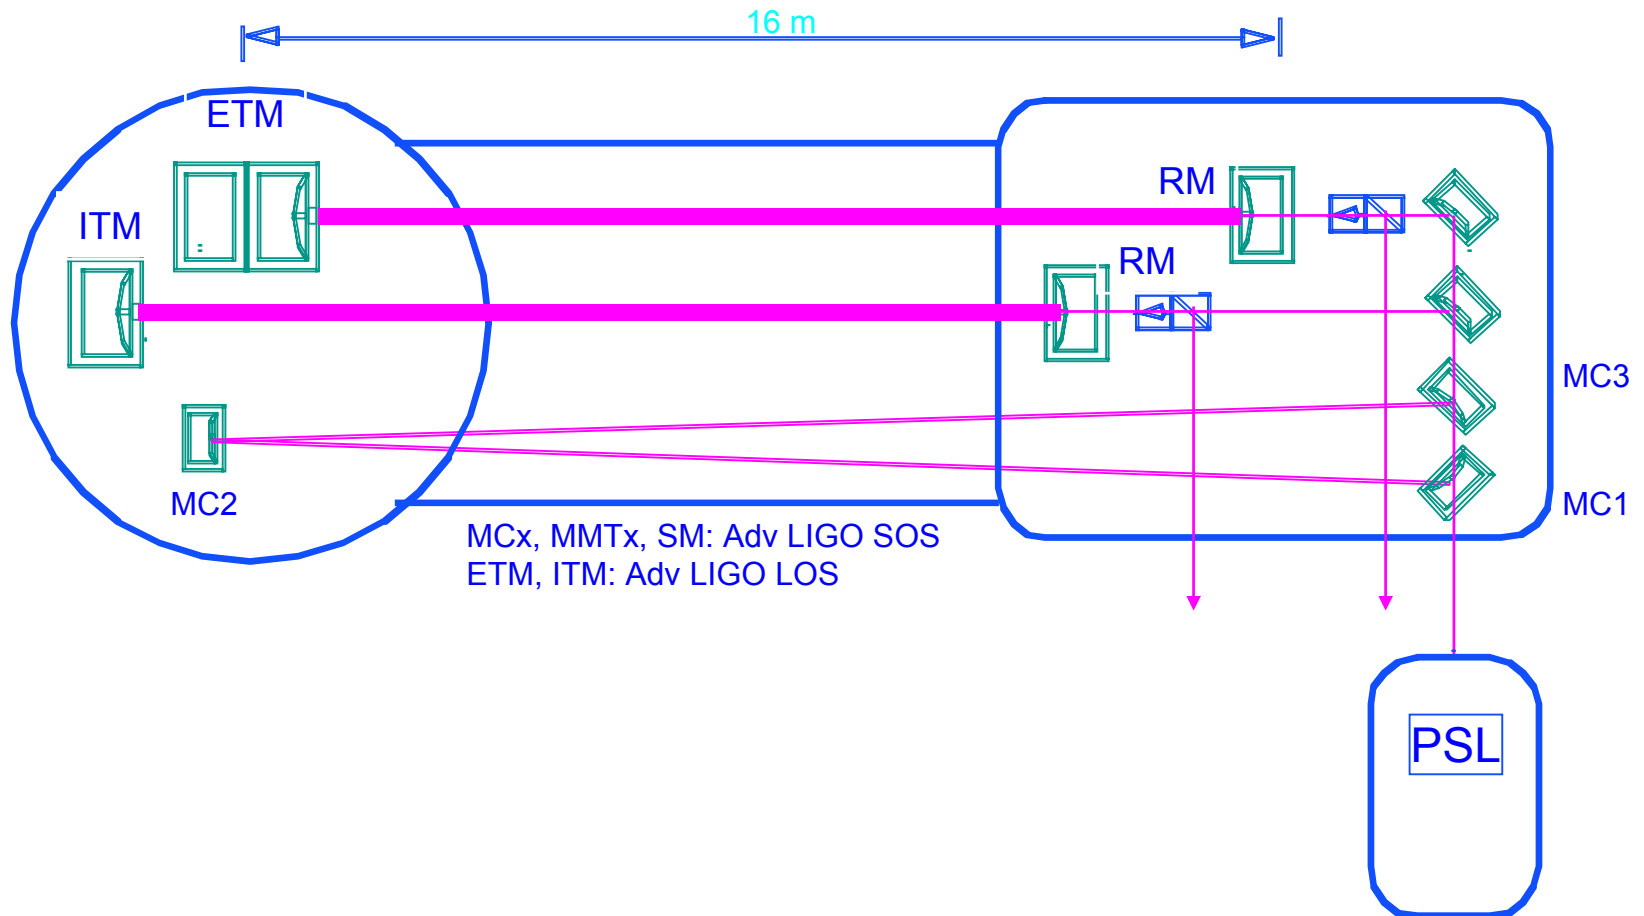 16 m
ETM
RM
ITM
RM
MC3
MC2
MC1
MCx, MMTx, SM: Adv LIGO SOS
ETM, ITM: Adv LIGO LOS
PSL